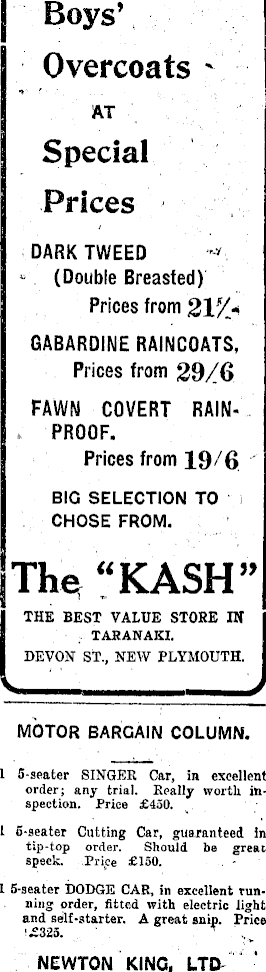 Boys'
Overcoats
AT
Special
Prices
DARK TWEED
(Double Breasted)
Prices from 21/-
GABARDINE RAINCOATS,
Prices from 29/6
FAWN COVERT RAIN-
PROOF.
Prices from 19/6
BIG SELECTION TO
CHOSE FROM.
The "KASH"
THE BEST VALUE STORE IN
TARANAKI.
DEVON ST., NEW PLYMOUTH.
MOTOR BARGAIN COLUMN.
1 5-seater SINGER Car, in excellent
order; any trial. Really worth in-
spection. Price £450.
1 5-seater Cutting Car, guaranteed in
tip-top order. Should be great
speck. Price £150.
1 5-seater DODGE CAR, in excellent run-
ning order, fitted with electric light
and self-starter. A great snip. Price
£325.
NEWTON KING, LTD